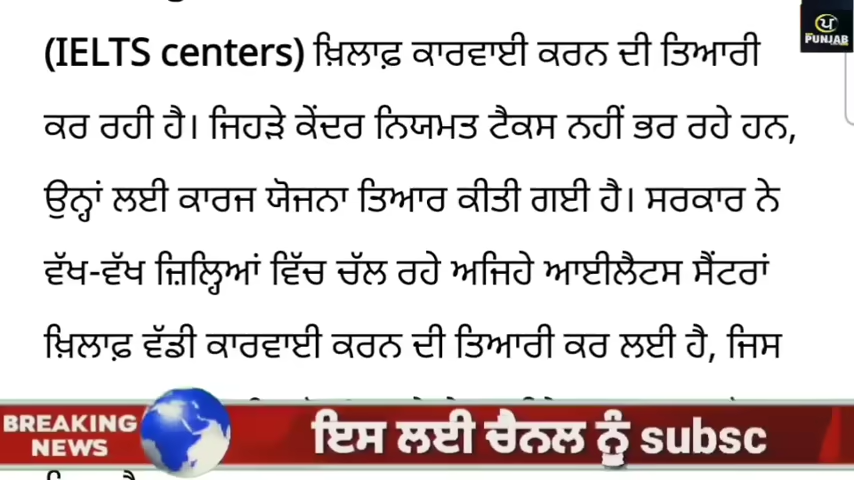 ਪੰ
PUNJAB
(IELTS centers) ਖ਼ਿਲਾਫ਼ ਕਾਰਵਾਈ ਕਰਨ ਦੀ ਤਿਆਰੀ
ਕਰ ਰਹੀ ਹੈ। ਜਿਹੜੇ ਕੇਂਦਰ ਨਿਯਮਤ ਟੈਕਸ ਨਹੀਂ ਭਰ ਰਹੇ ਹਨ,
ਉਨ੍ਹਾਂ ਲਈ ਕਾਰਜ ਯੋਜਨਾ ਤਿਆਰ ਕੀਤੀ ਗਈ ਹੈ। ਸਰਕਾਰ ਨੇ
ਵੱਖ-ਵੱਖ ਜ਼ਿਲ੍ਹਿਆਂ ਵਿੱਚ ਚੱਲ ਰਹੇ ਅਜਿਹੇ ਆਈਲੈਟਸ ਸੈਂਟਰਾਂ
ਖ਼ਿਲਾਫ਼ ਵੱਡੀ ਕਾਰਵਾਈ ਕਰਨ ਦੀ ਤਿਆਰੀ ਕਰ ਲਈ ਹੈ, ਜਿਸ
BREAKING
NEWS
ਇਸ ਲਈ ਚੈਨਲ ਨੂੰ subsc